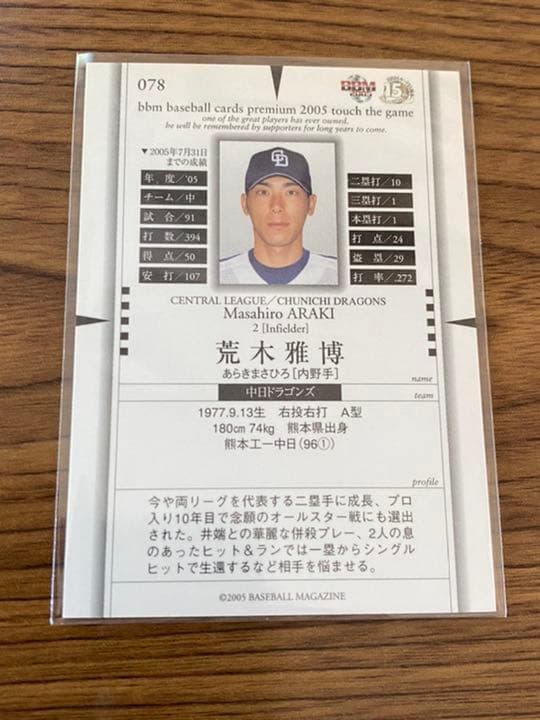 078
BBM
2005
15
bbm baseball cards premium 2005 touch the game
one of the great players has ever owned.
he will be remembered by supporters for long years to come.
▼2005年7月31日
までの成績
年 度/'05
チーム/中
試合/91
打 数/394
得 点/50
安 打/107
二塁打/10
三塁打/1
本塁打/1
打 点/24
盗 塁/29
打 率/.272
CD
CENTRAL LEAGUE/CHUNICHI DRAGONS
Masahiro ARAKI
2 [Infielder]
荒木雅博
あらきまさひろ[内野手]
name
中日ドラゴンズ
team
1977.9.13生 右投右打 A型
180cm 74kg 熊本県出身
熊本工ー中日(96①)
profile
今や両リーグを代表する二塁手に成長、プロ
入り10年目で念願のオールスター戦にも選出
された。井端との華麗な併殺プレー、2人の息
のあったヒット&ランでは一塁からシングル
ヒットで生還するなど相手を悩ませる。
©2005 BASEBALL MAGAZINE